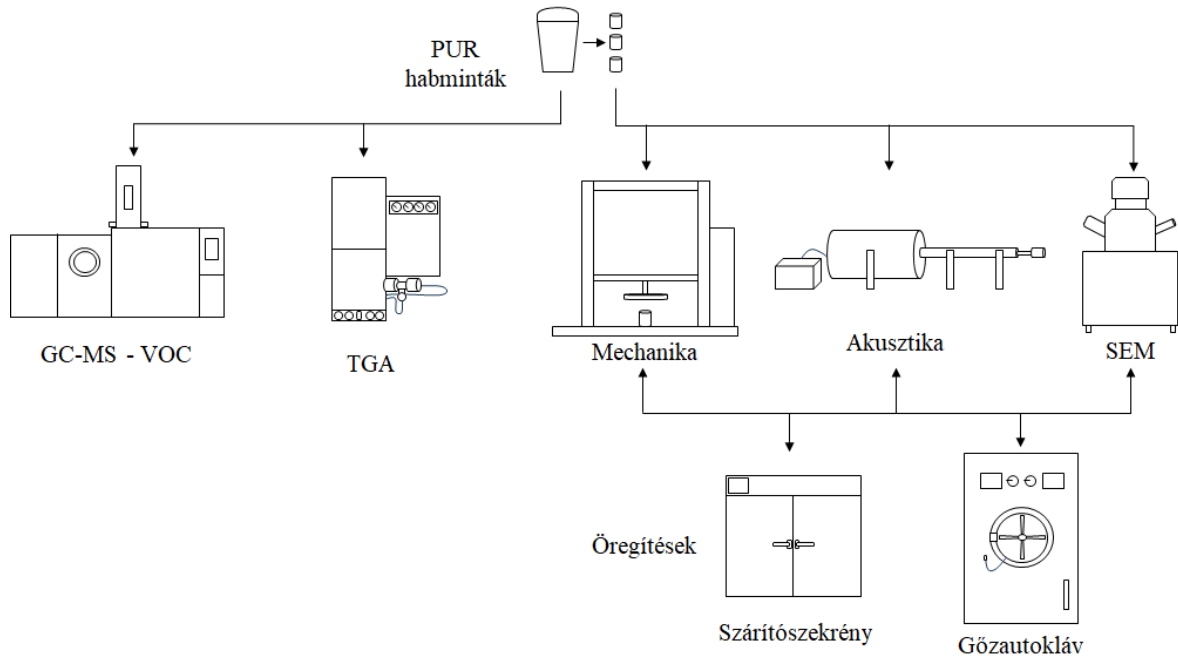 PUR
habminták
GC-MS - VOC
TGA
Mechanika
Akusztika
SEM
Öregítések
Szárítószekrény
Gőzautokláv